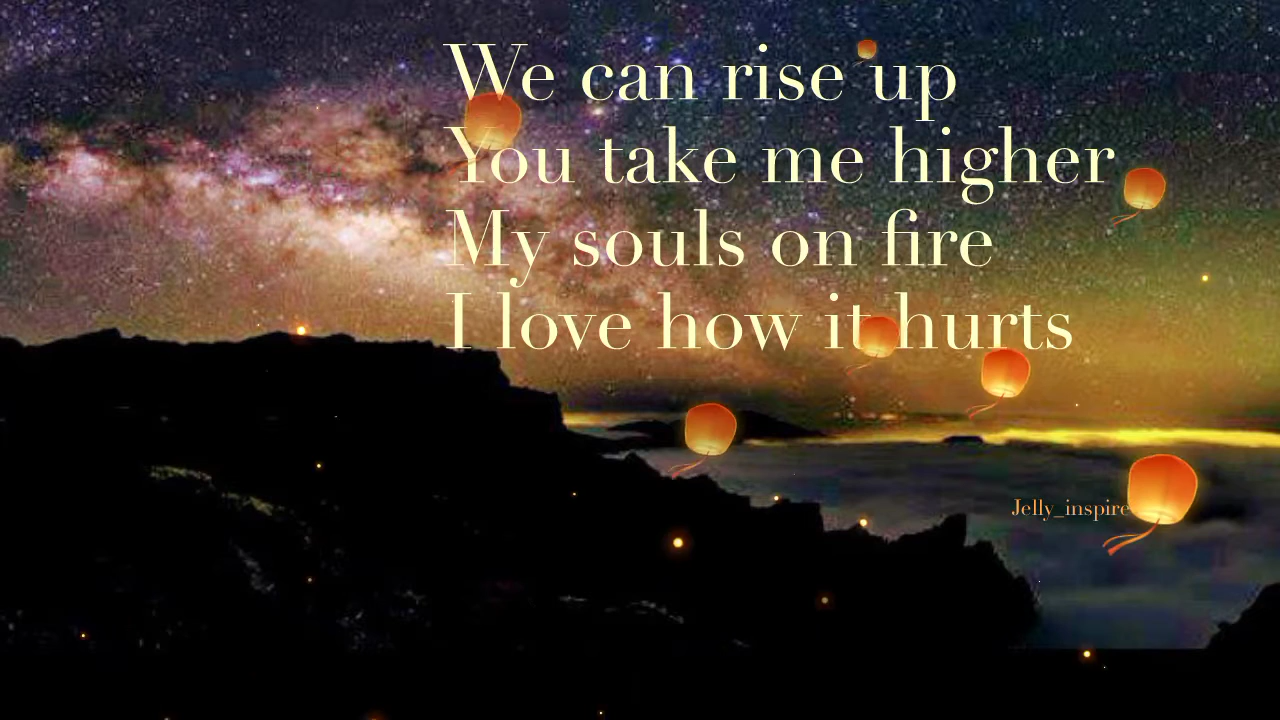 We can rise up
You take me higher
My souls on fire
I love how it hurts
Jelly_inspire